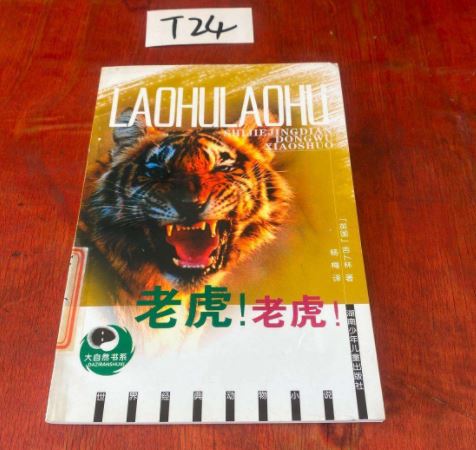 T24
LAOHULAOHU
SHIJIEJINGDIAN
DONGWU
XIAOSHUO
[英国]吉卜林 著
译
老虎!老虎!
湖南少年儿童出版社
大自然书系
DAZIRANSHUXI
世界经典动物小说